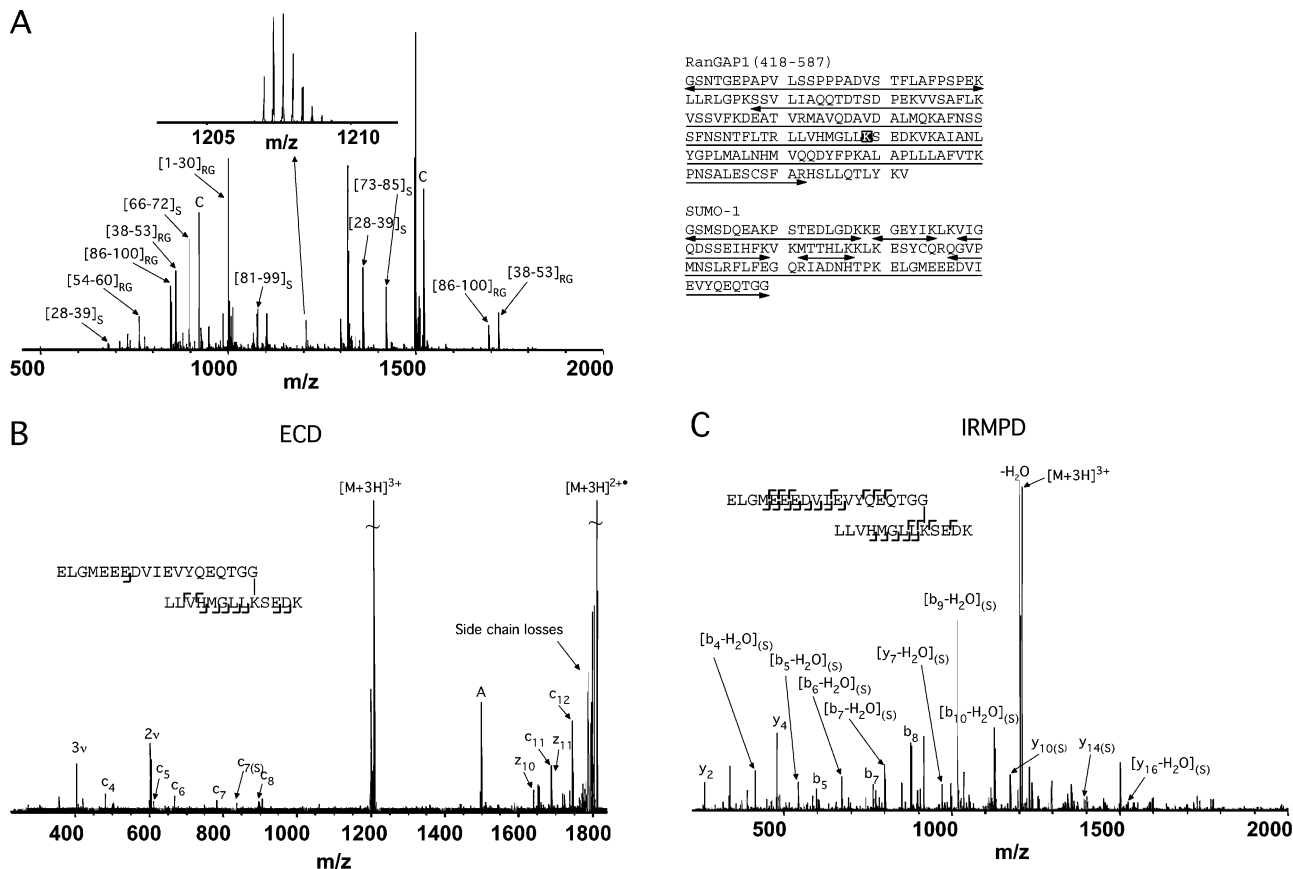 A
1205
m/z
1210
[1-30]RG
[66-72]S
C
[38-53]RG
[86-100]RG
[54-60]RG
[28-39]S
[81-99]S
[73-85]S
[28-39]S
C
[86-100]RG
[38-53]RG
500
1000
1500
2000
m/z
RanGAP1(418-587)
GSNTGEPAPV LSSPPPADVS TFLAFPSPEK
LLRLGPKSSV LIAQQTDTSD PEKVVSAFLK
VSSVFKDEAT VRMAVQDAVD ALMQKAFNSS
SFNSNTFLTR LLVHMGLLKS EDKVKAIANL
YGPLMALNHM VQQDYFPKAL APLLLAFVTK
PNSALESCSF ARHSLLQTLY KV
SUMO-1
GSMSDQEAKP STEDLGDKKE GEYIKLKVIG
QDSSEIHFKV KMTTHLKKLK ESYCQRQGVP
MNSLRFLFEG QRIADNHTPK ELGMEEEDVI
EVYQEQTGG
B
ECD
[M+3H]3+
[M+3H]2+•
ELGMEEEDVIEVYQEQTGG
LLVHMGLLKSEDK
Side chain losses
A
3ν
2ν
c4
c5
c6
c7
c7(S)
c8
z10
c11
z11
c12
400
600
800
1000
1200
1400
1600
1800
m/z
C
IRMPD
-H2O
[M+3H]3+
ELGMEEEDVIEVYQEQTGG
LLVHMGLLKSEDK
[b9-H2O](S)
[b4-H2O](S)
[b5-H2O](S)
[y7-H2O](S)
[b6-H2O](S)
[b7-H2O](S)
[b10-H2O](S)
y4
b8
y2
b5
b7
y10(S)
y14(S)
[y16-H2O](S)
500
1000
1500
2000
m/z